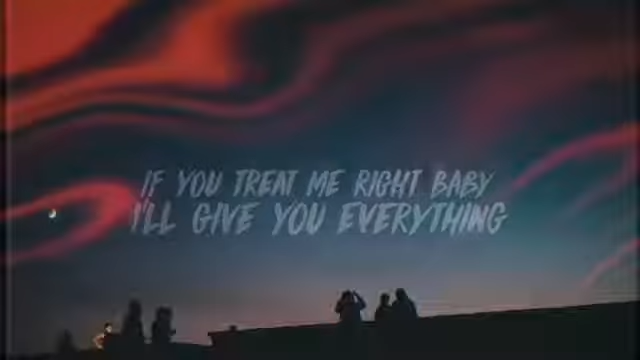 IF YOU TREAT ME RIGHT BABY
I'LL GIVE YOU EVERYTHING